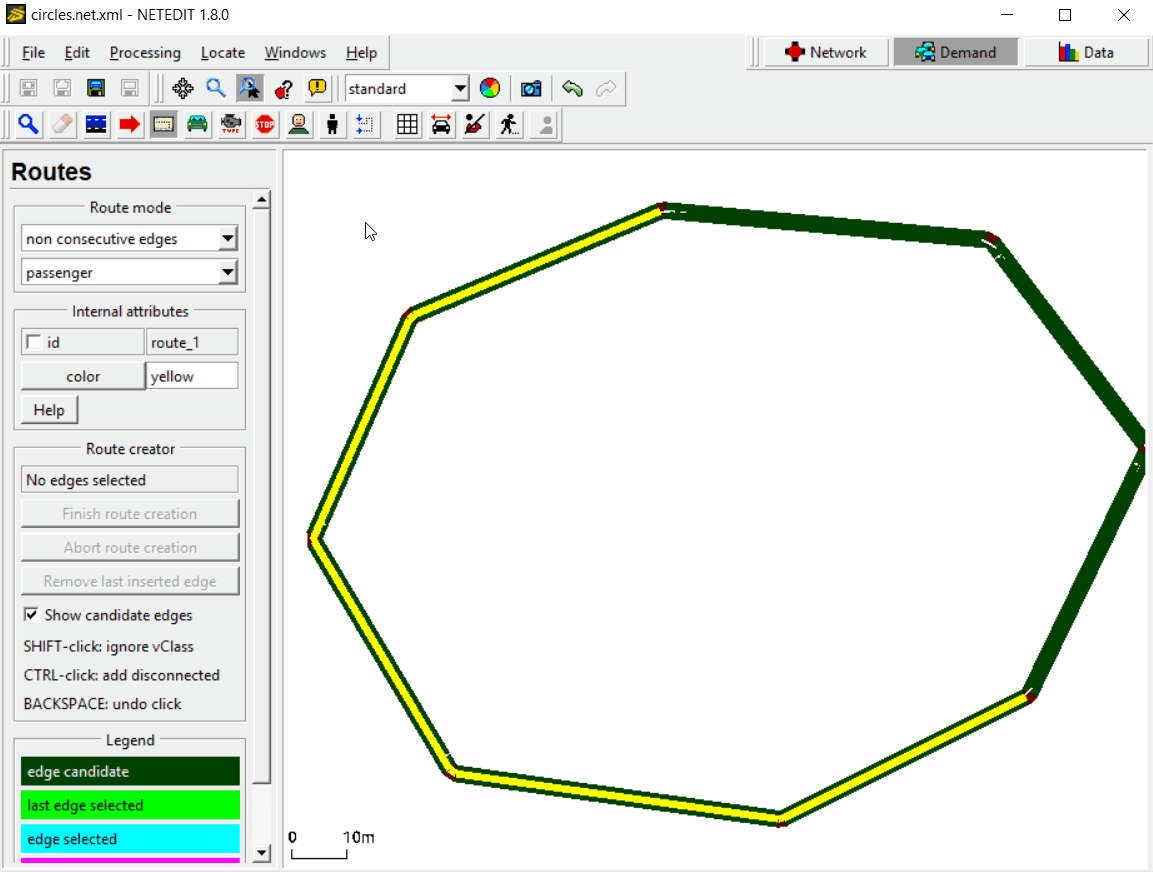 circles.net.xml - NETEDIT 1.8.0
File Edit Processing Locate Windows Help
Network Demand Data
standard
TYPE
STOP
Routes
Route mode
non consecutive edges
passenger
Internal attributes
id route_1
color yellow
Help
Route creator
No edges selected
Finish route creation
Abort route creation
Remove last inserted edge
Show candidate edges
SHIFT-click: ignore vClass
CTRL-click: add disconnected
BACKSPACE: undo click
Legend
edge candidate
last edge selected
edge selected
0 10m